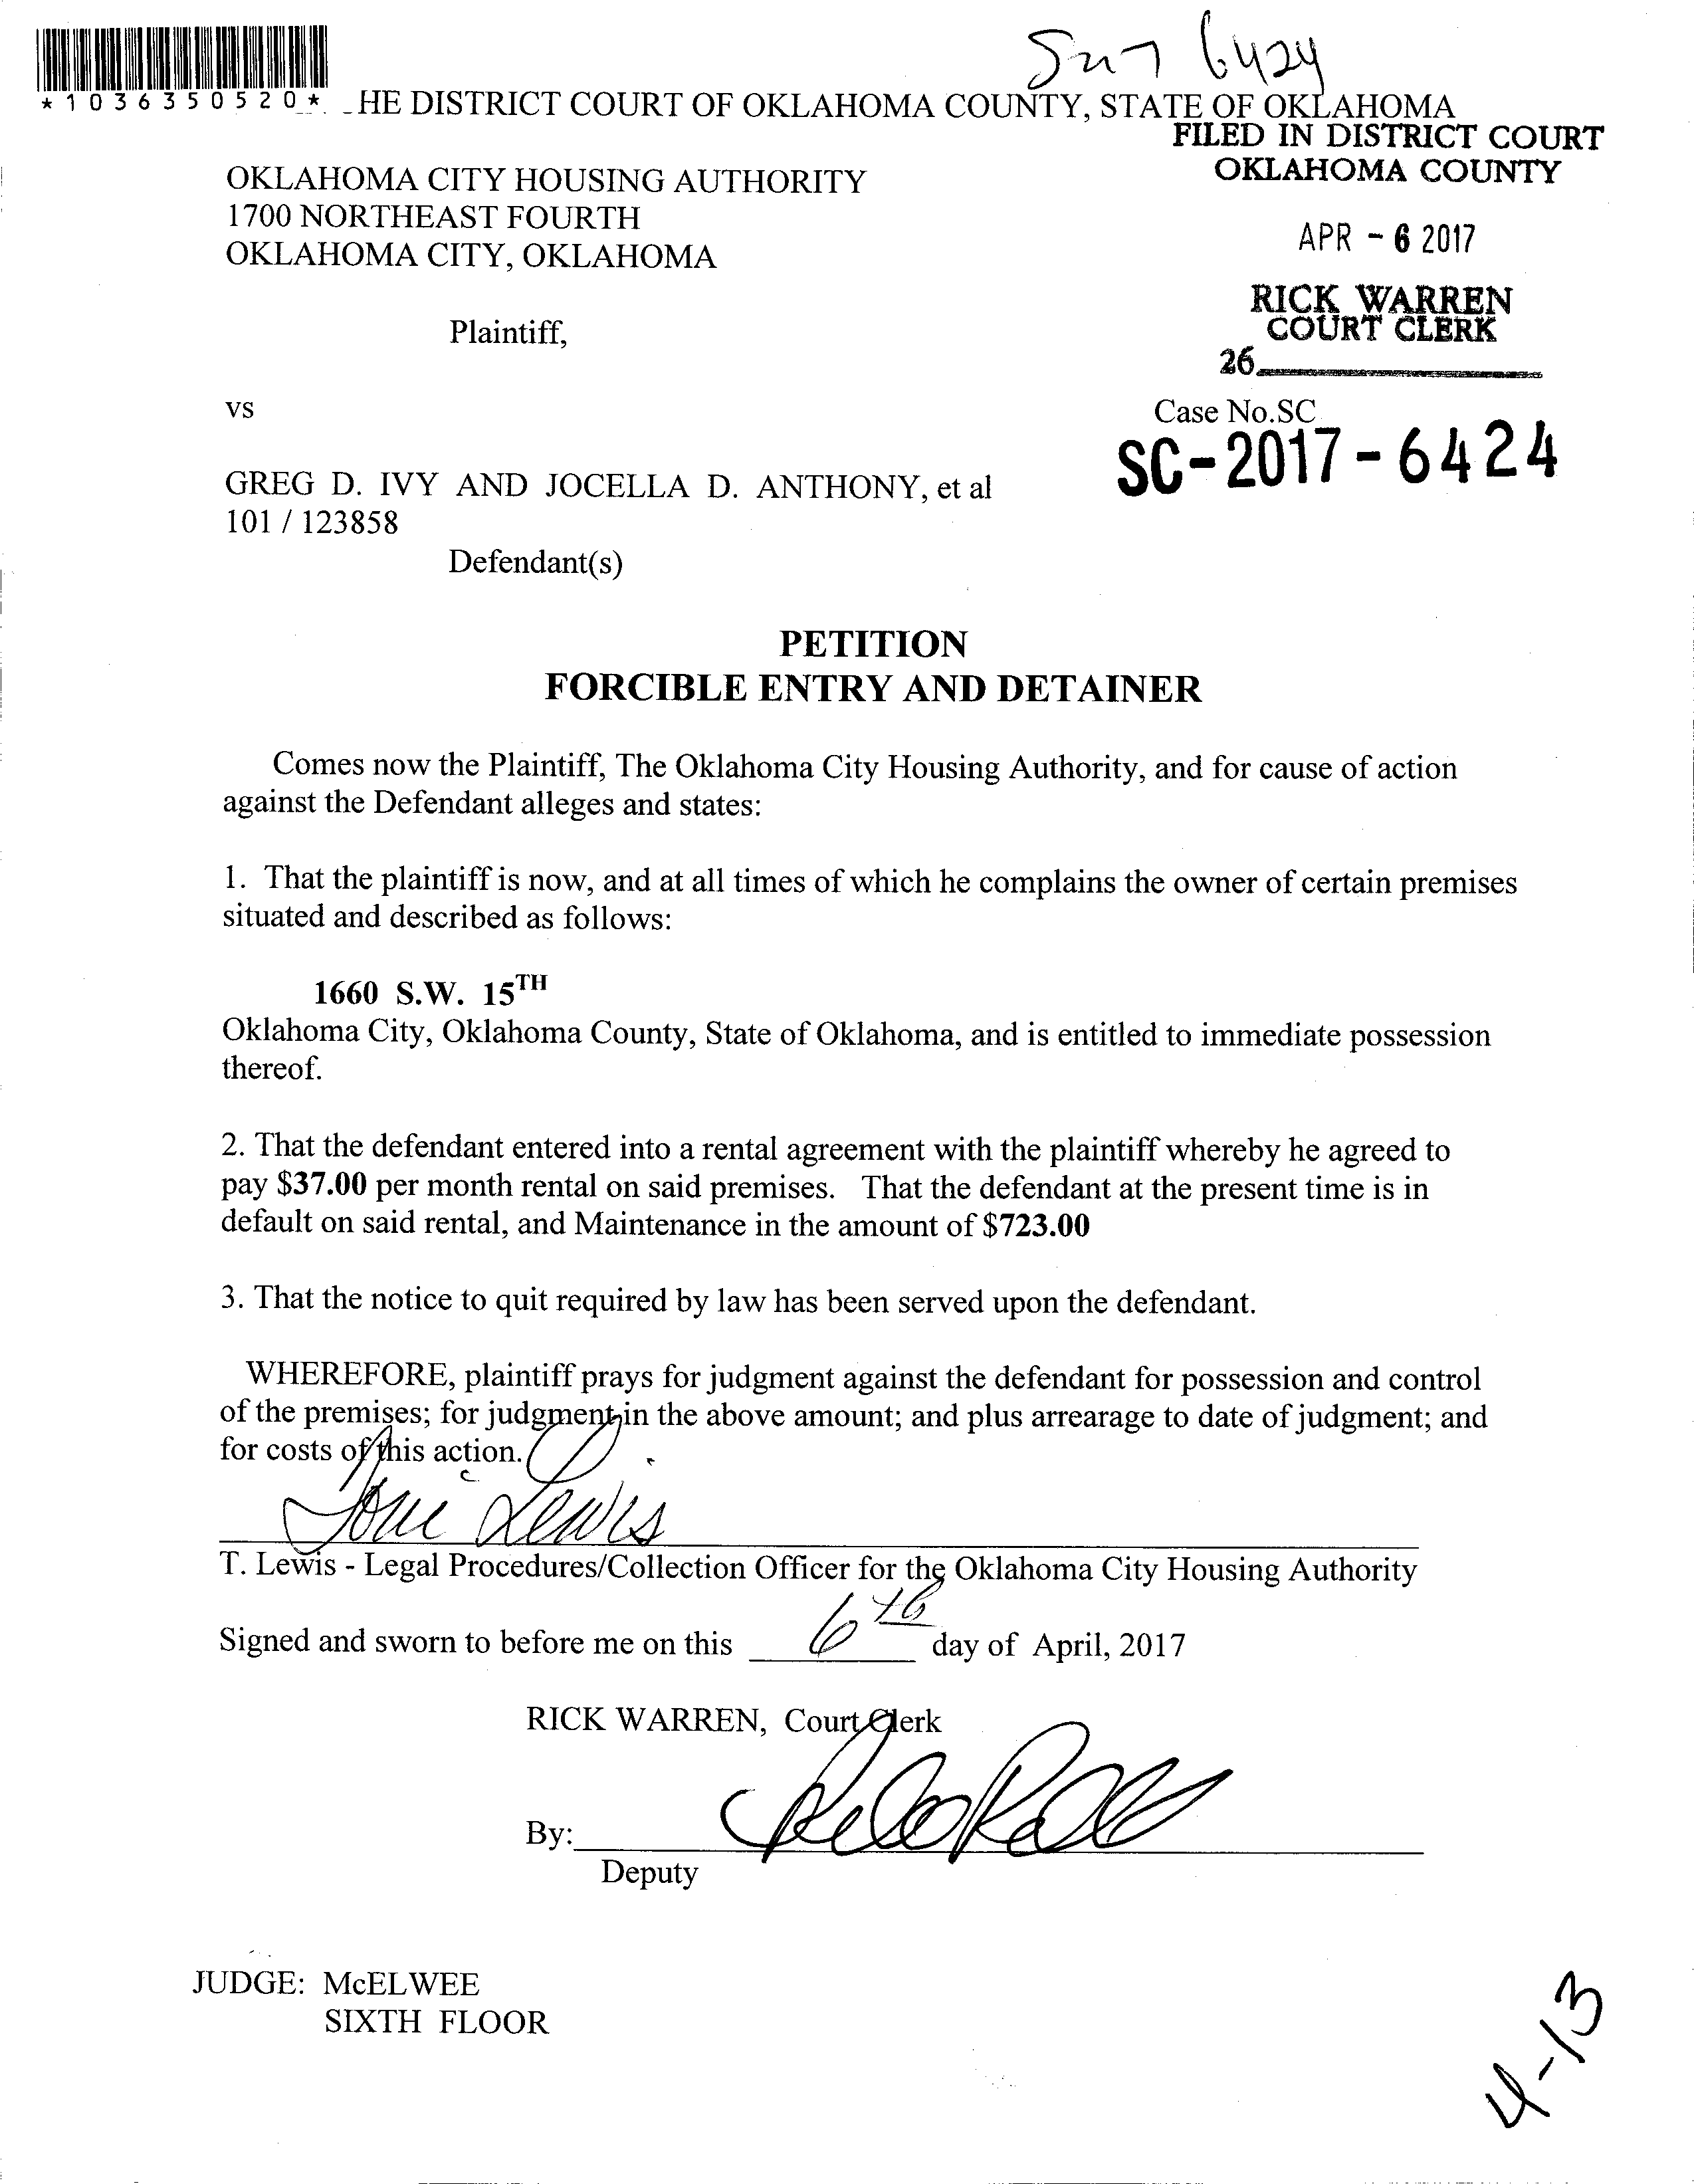 S17 6424
*1036350520*
HE DISTRICT COURT OF OKLAHOMA COUNTY, STATE OF OKLAHOMA
FILED IN DISTRICT COURT
OKLAHOMA COUNTY
OKLAHOMA CITY HOUSING AUTHORITY
1700 NORTHEAST FOURTH
OKLAHOMA CITY, OKLAHOMA
APR - 6 2017
RICK WARREN
COURT CLERK
26
Plaintiff,
vs
Case No.SC
SC-2017-6424
GREG D. IVY AND JOCELLA D. ANTHONY, et al
101 / 123858
Defendant(s)
PETITION
FORCIBLE ENTRY AND DETAINER
Comes now the Plaintiff, The Oklahoma City Housing Authority, and for cause of action
against the Defendant alleges and states:
1. That the plaintiff is now, and at all times of which he complains the owner of certain premises
situated and described as follows:
1660 S.W. 15TH
Oklahoma City, Oklahoma County, State of Oklahoma, and is entitled to immediate possession
thereof.
2. That the defendant entered into a rental agreement with the plaintiff whereby he agreed to
pay $37.00 per month rental on said premises. That the defendant at the present time is in
default on said rental, and Maintenance in the amount of $723.00
3. That the notice to quit required by law has been served upon the defendant.
WHEREFORE, plaintiff prays for judgment against the defendant for possession and control
of the premises; for judgment in the above amount; and plus arrearage to date of judgment; and
for costs of this action.
Toni Lewis
T. Lewis - Legal Procedures/Collection Officer for the Oklahoma City Housing Authority
Signed and sworn to before me on this 6th day of April, 2017
RICK WARREN, Court Clerk
By:
Deputy
JUDGE: McELWEE
SIXTH FLOOR
4-13